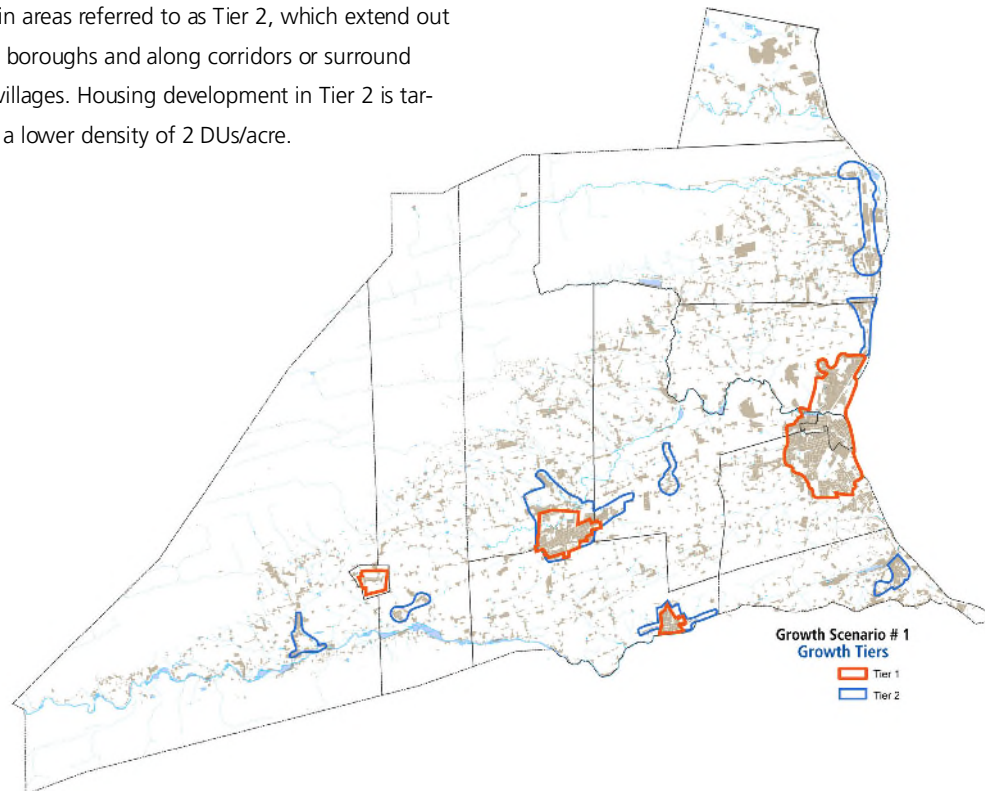 in areas referred to as Tier 2, which extend out
boroughs and along corridors or surround
villages. Housing development in Tier 2 is tar-
a lower density of 2 DUs/acre.
Growth Scenario # 1
Growth Tiers
Tier 1
Tier 2